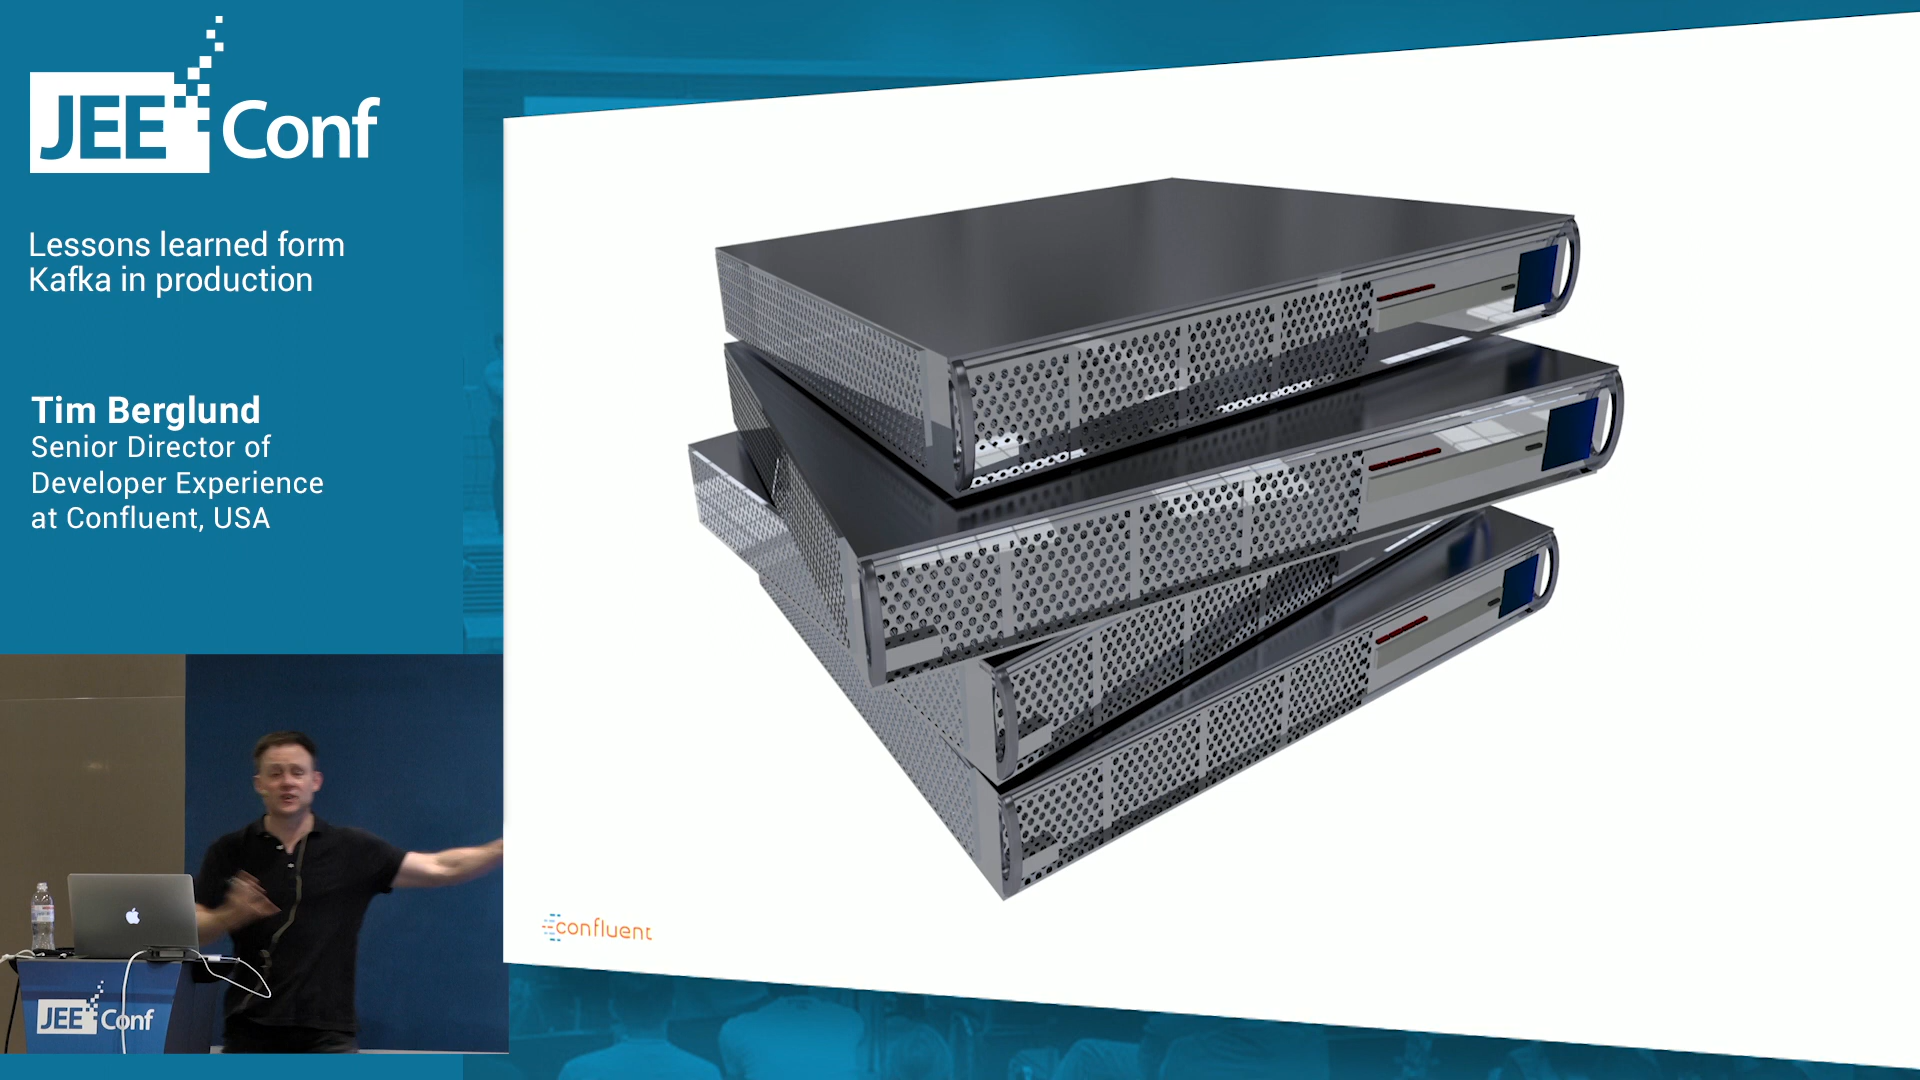 JEE Conf
Lessons learned form
Kafka in production
Tim Berglund
Senior Director of
Developer Experience
at Confluent, USA
confluent
JEE Conf